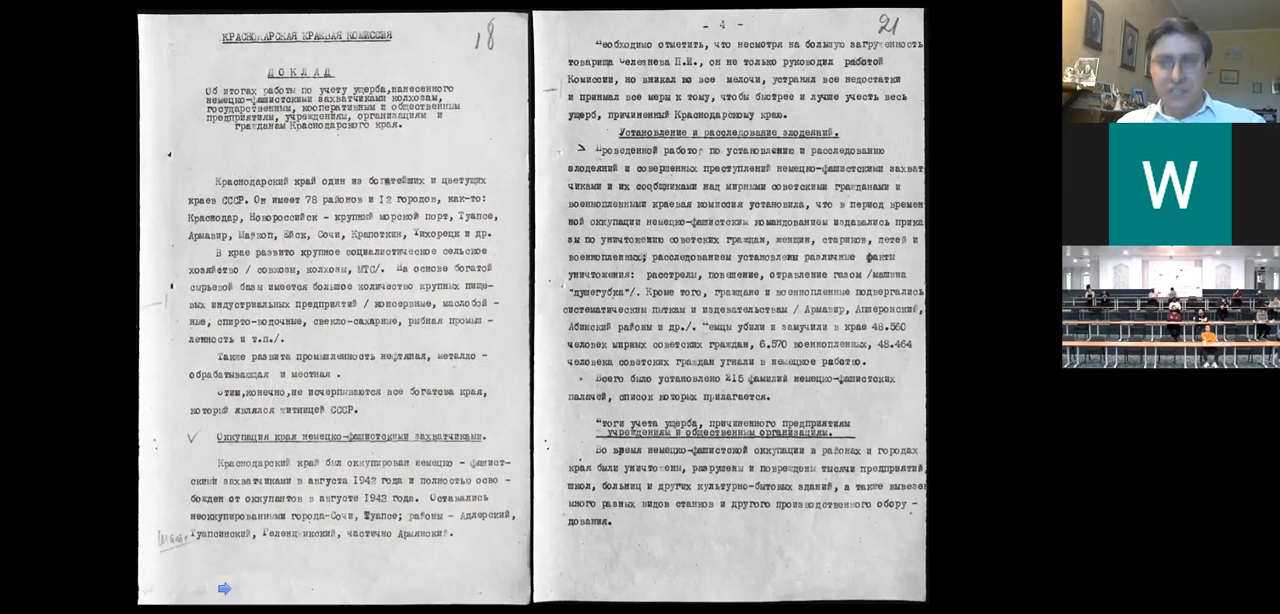 18
КРАСНОДАРСКАЯ КРАЕВАЯ КОМИССИЯ
ДОКЛАД
Об итогах работы по учету ущерба,нанесенного
немецко-фашистскими захватчиками колхозам,
государственным, кооперативным и общественным
предприятиям, учреждениям, организациям и
гражданам Краснодарского края.
Краснодарский край один из богатейших и цветущих
краев СССР. Он имеет 78 районов и I2 городов, как-то:
Краснодар, Новороссийск - крупный морской порт, Туапсе,
Армавир, Майкоп, Ейск, Сочи, Кропоткин, Тихорецк и др.
В крае развито крупное социалистическое сельское
хозяйство / совхозы, колхозы, МТС/. На основе богатой
сырьевой базы имеется большое количество крупных пище-
вых индустриальных предприятий / консервные, маслобой -
ные, спирто-водочные, свекло-сахарные, рыбная промыш -
ленность и т.п./.
Также развита промышленность нефтяная, металло -
обрабатывающая и местная .
Этим,конечно,не исчерпываются все богатсва края,
который являлся житницей СССР.
Оккупация края немецко-фашистскими захватчиками.
Краснодарский край был оккупирован немецко - фашист-
скими захватчиками в августа 1942 года и полностью осво -
божден от оккупантов в августе 1943 года. Оставались
неоккупированными города-Сочи, Туапсе; районы - Адлерский,
Туапсинский, Геленджикский, частично Армянский.
- 4 -
21
Необходимо отметить, что несмотря на большую загруженность
товарища Селезнева П.И., он не только руководил работой
Комиссии, но вникал во все мелочи, устранял все недостатки
и принмал все меры к тому, чтобы быстрее и лучше учесть весь
ущерб, причиненный Краснодарскому краю.
Установление и расследование злодеяний.
Проведенной работой по установлению и расследованию
злодеяний и совершенных преступлений немецко-фашистскими захват
чиками и их сообщниками над мирными советскими гражданами и
военнопленными краевая комиссия установила, что в период времен
ной оккупации немецко-фашистским командованием издавались прика
зы по уничтожению советских граждан, женщин, стариков, детей и
военнопленных; расследованием установлены различные факты
уничтожения: расстрелы, повешение, отравление газом /машина
"душегубка"/. Кроме того, граждане и военнопленные подвергались
систематическим пыткам и издевательствам / Армавир, Апшеронский,
Абинский районы и др./. Немцы убили и замучили в крае 48.560
человек мирных советских граждан, 6.570 военнопленных, 48.464
человека советских граждан угнали в немецкое рабство.
Всего было установлено 215 фамилий немецко-фашистских
палачей, список которых прилагается.
Итоги учета ущерба, причиненного предприятиям
учреждениям и общественным организациям.
Во время немецко-фашистской оккупации в районах и городах
края были уничтожены, разрушены и повреждены тысячи предприятий,
школ, больниц и других культурно-бытовых зданий, а также вывезен
много разных видов станков и другого производственного обору -
дования.
W